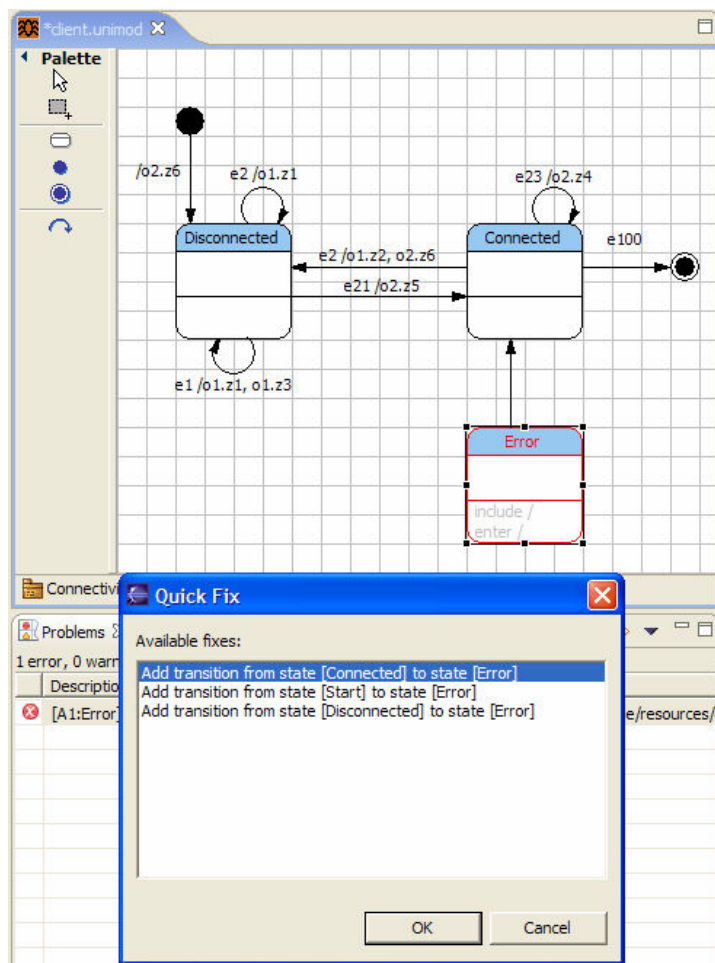 *client.unimod
Palette
/o2.z6
e2 /o1.z1
e23 /o2.z4
Disconnected
Connected
e100
e2 /o1.z2, o2.z6
e21 /o2.z5
e1 /o1.z1, o1.z3
Error
include /
enter /
Connectivi
Quick Fix
Problems
Available fixes:
1 error, 0 warn
Add transition from state [Connected] to state [Error]
Descriptio
Add transition from state [Start] to state [Error]
[A1:Error]
Add transition from state [Disconnected] to state [Error]
e/resources/
OK
Cancel